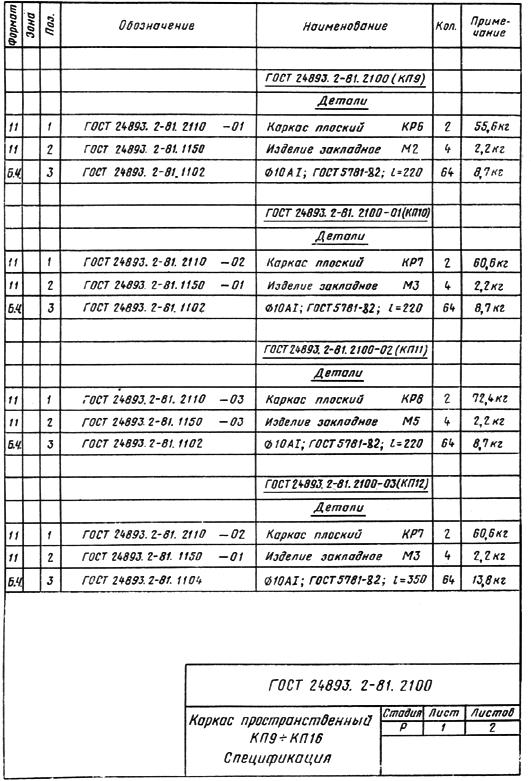 Формат Зона Поз. Обозначение Наименование Кол. Примечание
ГОСТ 24893. 2-81. 2100 (КП9)
Детали
11 1 ГОСТ 24893. 2-81. 2110 -01 Каркас плоский КР6 2 55,6кг
11 2 ГОСТ 24893. 2-81. 1150 Изделие закладное М2 4 2,2кг
Б.Ч. 3 ГОСТ 24893. 2-81. 1102 Ф10АI; ГОСТ 5781-82; l=220 64 8,7кг
ГОСТ 24893. 2-81. 2100-01(КП10)
Детали
11 1 ГОСТ 24893. 2-81. 2110 -02 Каркас плоский КР7 2 60,6кг
11 2 ГОСТ 24893. 2-81. 1150 -01 Изделие закладное М3 4 2,2кг
Б.Ч. 3 ГОСТ 24893. 2-81. 1102 Ф10АI; ГОСТ 5781-82; l=220 64 8,7кг
ГОСТ 24893. 2-81. 2100-02 (КП11)
Детали
11 1 ГОСТ 24893. 2-81. 2110 -03 Каркас плоский КР8 2 72,4кг
11 2 ГОСТ 24893. 2-81. 1150 -03 Изделие закладное М5 4 2,2кг
Б.Ч. 3 ГОСТ 24893. 2-81. 1102 Ф10АI; ГОСТ 5781-82; l=220 64 8,7кг
ГОСТ 24893. 2-81. 2100-03(КП12)
Детали
11 1 ГОСТ 24893. 2-81. 2110 -02 Каркас плоский КР7 2 60,6кг
11 2 ГОСТ 24893. 2-81. 1150 -01 Изделие закладное М3 4 2,2кг
Б.Ч. 3 ГОСТ 24893. 2-81. 1104 Ф10АI; ГОСТ 5781-82; l=350 64 13,8кг
ГОСТ 24893. 2-81. 2100
Каркас пространственный
КП9÷КП16
Спецификация
Стадия Лист Листов
Р 1 2